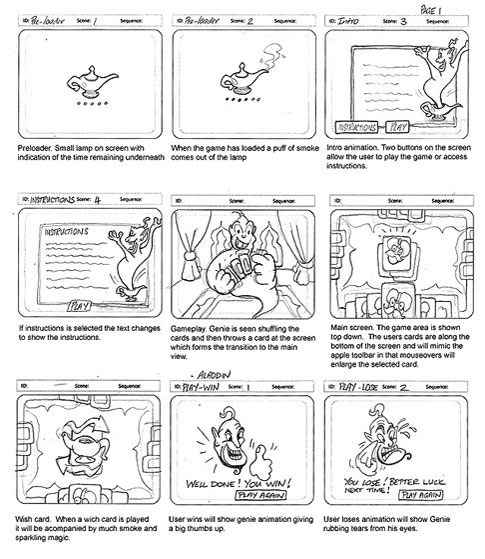 PAGE 1
ID: Pre-loader Scene: 1 Sequence:
ID: Pre-loader Scene: 2 Sequence:
ID: Intro Scene: 3 Sequence:
INSTRUCTIONS PLAY
Preloader. Small lamp on screen with
indication of the time remaining underneath
When the game has loaded a puff of smoke
comes out of the lamp
Intro animation. Two buttons on the screen
allow the user to play the game or access
instructions.
ID: INSTRUCTIONS Scene: 4 Sequence:
ID: Scene: Sequence:
ID: Scene: Sequence:
INSTRUCTIONS
PLAY
If instructions is selected the text changes
to show the instructions.
Gameplay. Genie is seen shuffling
the cards and then throws a card at the screen
which forms the transition to the main
view.
Main screen. The game area is shown
top down. The users cards are along the
bottom of the screen and will mimic the
apple toolbar in that mouseovers will
enlarge the selected card.
- ALADDIN
ID: Scene: Sequence:
ID: PLAY-WIN Scene: 1 Sequence:
ID: PLAY-LOSE Scene: 2 Sequence:
WELL DONE! YOU WIN!
PLAY AGAIN
YOU LOSE! BETTER LUCK
NEXT TIME!
PLAY AGAIN
Wish card. When a wich card is played
it will be acompanied by much smoke and
sparkling magic.
User wins will show genie animation giving
a big thumbs up.
User loses animation will show Genie
rubbing tears from his eyes.